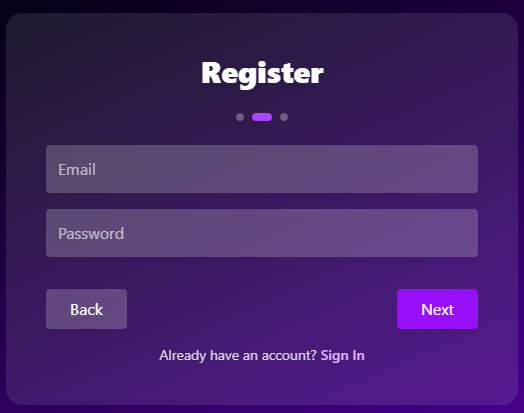 Register
Email
Password
Back
Next
Already have an account? Sign In